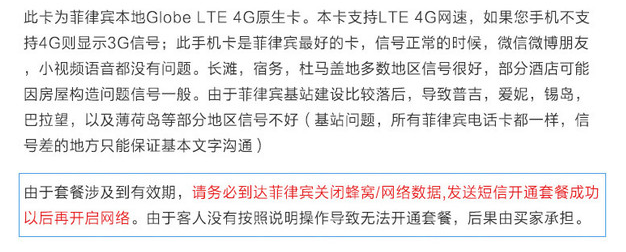 此卡为菲律宾本地Globe LTE 4G原生卡。本卡支持LTE 4G网速，如果您手机不支
持4G则显示3G信号；此手机卡是菲律宾最好的卡，信号正常的时候，微信微博朋友
，小视频语音都没有问题。长滩，宿务，杜马盖地多数地区信号很好，部分酒店可能
因房屋构造问题信号一般。由于菲律宾基站建设比较落后，导致普吉，爱妮，锡岛，
巴拉望，以及薄荷岛等部分地区信号不好（基站问题，所有菲律宾电话卡都一样，信
号差的地方只能保证基本文字沟通）
由于套餐涉及到有效期，请务必到达菲律宾关闭蜂窝/网络数据,发送短信开通套餐成功
以后再开启网络。由于客人没有按照说明操作导致无法开通套餐，后果由买家承担。